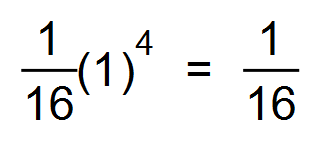 1/16 (1)^4 = 1/16